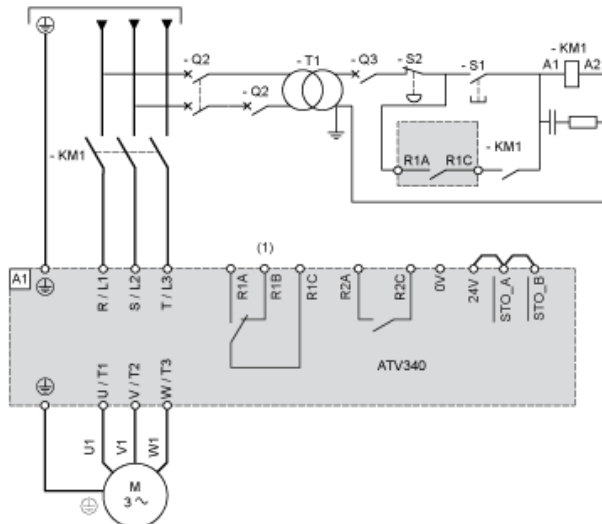 - Q2
- T1
- Q3
- S2
- S1
- KM1
A1
A2
- Q2
- KM1
R1A
R1C
- KM1
(1)
A1
R / L1
S / L2
T / L3
R1A
R1B
R1C
R2A
R2C
0V
24V
STO_A
STO_B
ATV340
U / T1
V / T2
W / T3
U1
V1
W1
M
3 ~